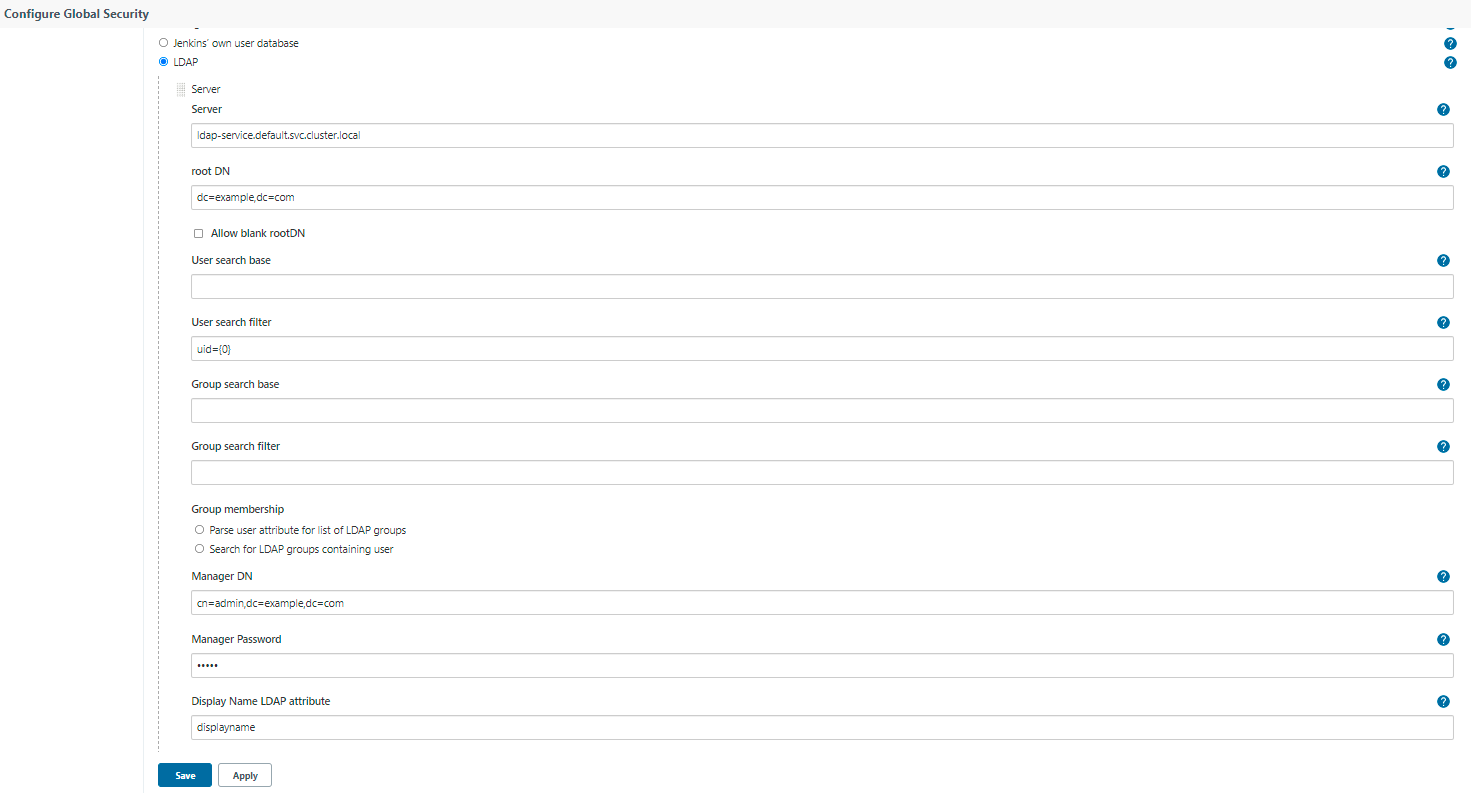 Configure Global Security
Jenkins' own user database
LDAP
Server
Server
ldap-service.default.svc.cluster.local
root DN
dc=example,dc=com
Allow blank rootDN
User search base
User search filter
uid={0}
Group search base
Group search filter
Group membership
Parse user attribute for list of LDAP groups
Search for LDAP groups containing user
Manager DN
cn=admin,dc=example,dc=com
Manager Password
•••••
Display Name LDAP attribute
displayname
Save Apply